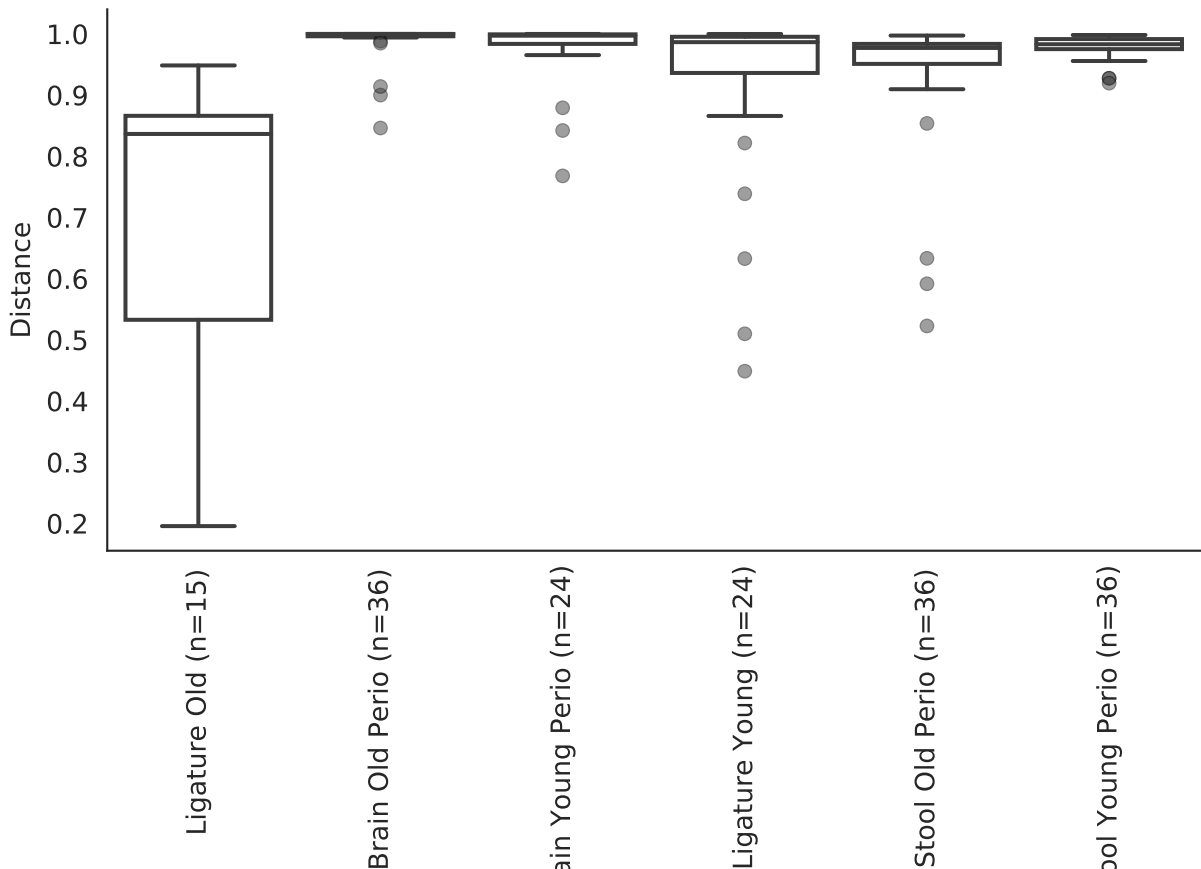 1.0
0.9
0.8
0.7
0.6
0.5
0.4
0.3
0.2
Distance
Ligature Old (n=15)
Brain Old Perio (n=36)
ain Young Perio (n=24)
Ligature Young (n=24)
Stool Old Perio (n=36)
ool Young Perio (n=36)